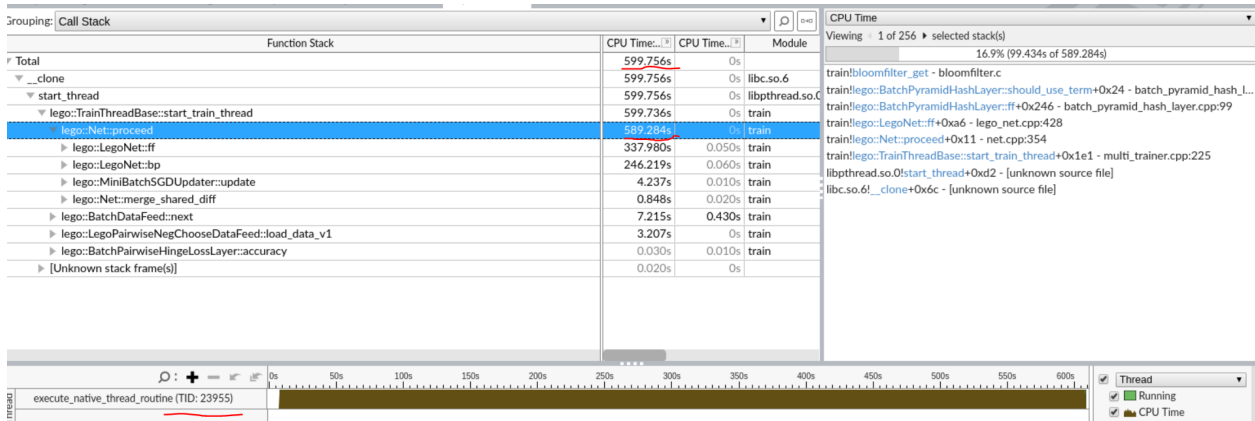 Grouping: Call Stack
Function Stack CPU Time:.. CPU Time.. Module
Total 599.756s 0s
__clone 599.756s 0s libc.so.6
start_thread 599.756s 0s libpthread.so.0
lego::TrainThreadBase::start_train_thread 599.736s 0s train
lego::Net::proceed 589.284s 0s train
lego::LegoNet::ff 337.980s 0.050s train
lego::LegoNet::bp 246.219s 0.060s train
lego::MiniBatchSGDUpdater::update 4.237s 0.010s train
lego::Net::merge_shared_diff 0.848s 0.020s train
lego::BatchDataFeed::next 7.215s 0.430s train
lego::LegoPairwiseNegChooseDataFeed::load_data_v1 3.207s 0s train
lego::BatchPairwiseHingeLossLayer::accuracy 0.030s 0.010s train
[Unknown stack frame(s)] 0.020s 0s
CPU Time
Viewing 1 of 256 selected stack(s)
16.9% (99.434s of 589.284s)
train!bloomfilter_get - bloomfilter.c
train!lego::BatchPyramidHashLayer::should_use_term+0x24 - batch_pyramid_hash_l...
train!lego::BatchPyramidHashLayer::ff+0x246 - batch_pyramid_hash_layer.cpp:99
train!lego::LegoNet::ff+0xa6 - lego_net.cpp:428
train!lego::Net::proceed+0x11 - net.cpp:354
train!lego::TrainThreadBase::start_train_thread+0x1e1 - multi_trainer.cpp:225
libpthread.so.0!start_thread+0xd2 - [unknown source file]
libc.so.6!__clone+0x6c - [unknown source file]
0s 50s 100s 150s 200s 250s 300s 350s 400s 450s 500s 550s 600s
Thread
execute_native_thread_routine (TID: 23955)
Thread
Running
CPU Time